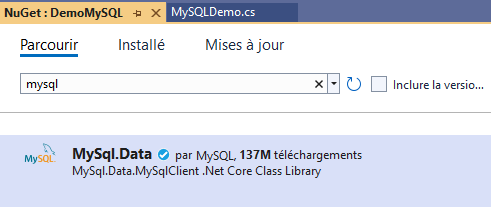 NuGet : DemoMySQL MySQLDemo.cs
Parcourir Installé Mises à jour
mysql Inclure la versio...
MySQL MySql.Data par MySQL, 137M téléchargements
MySql.Data.MySqlClient .Net Core Class Library